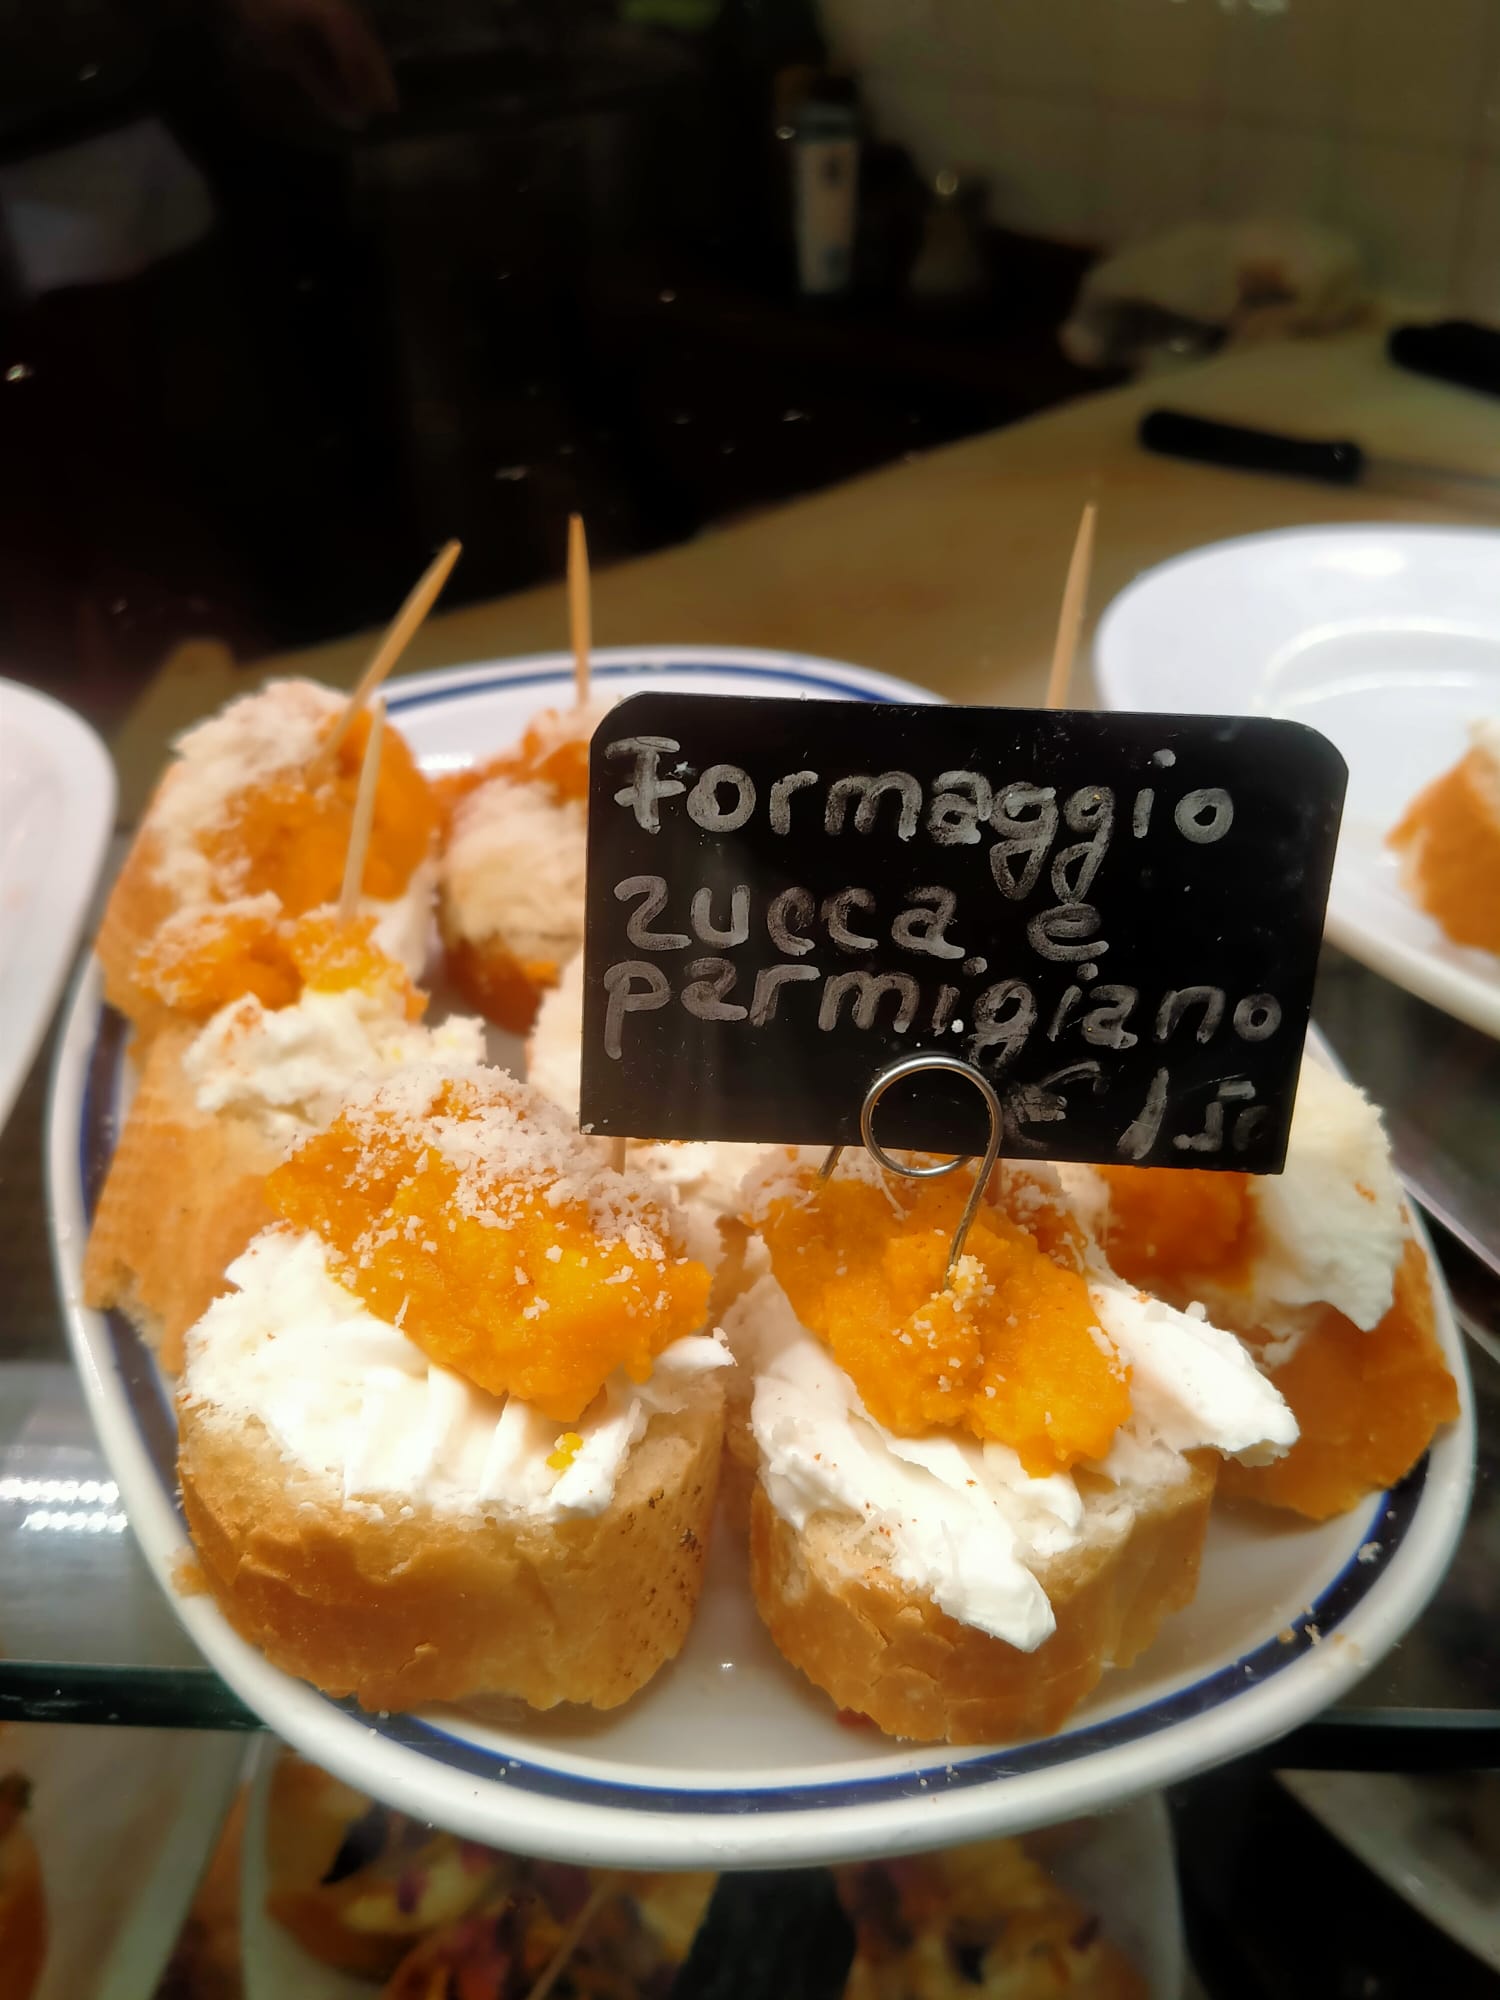 Formaggio
zucca e
parmigiano
€ 1,50